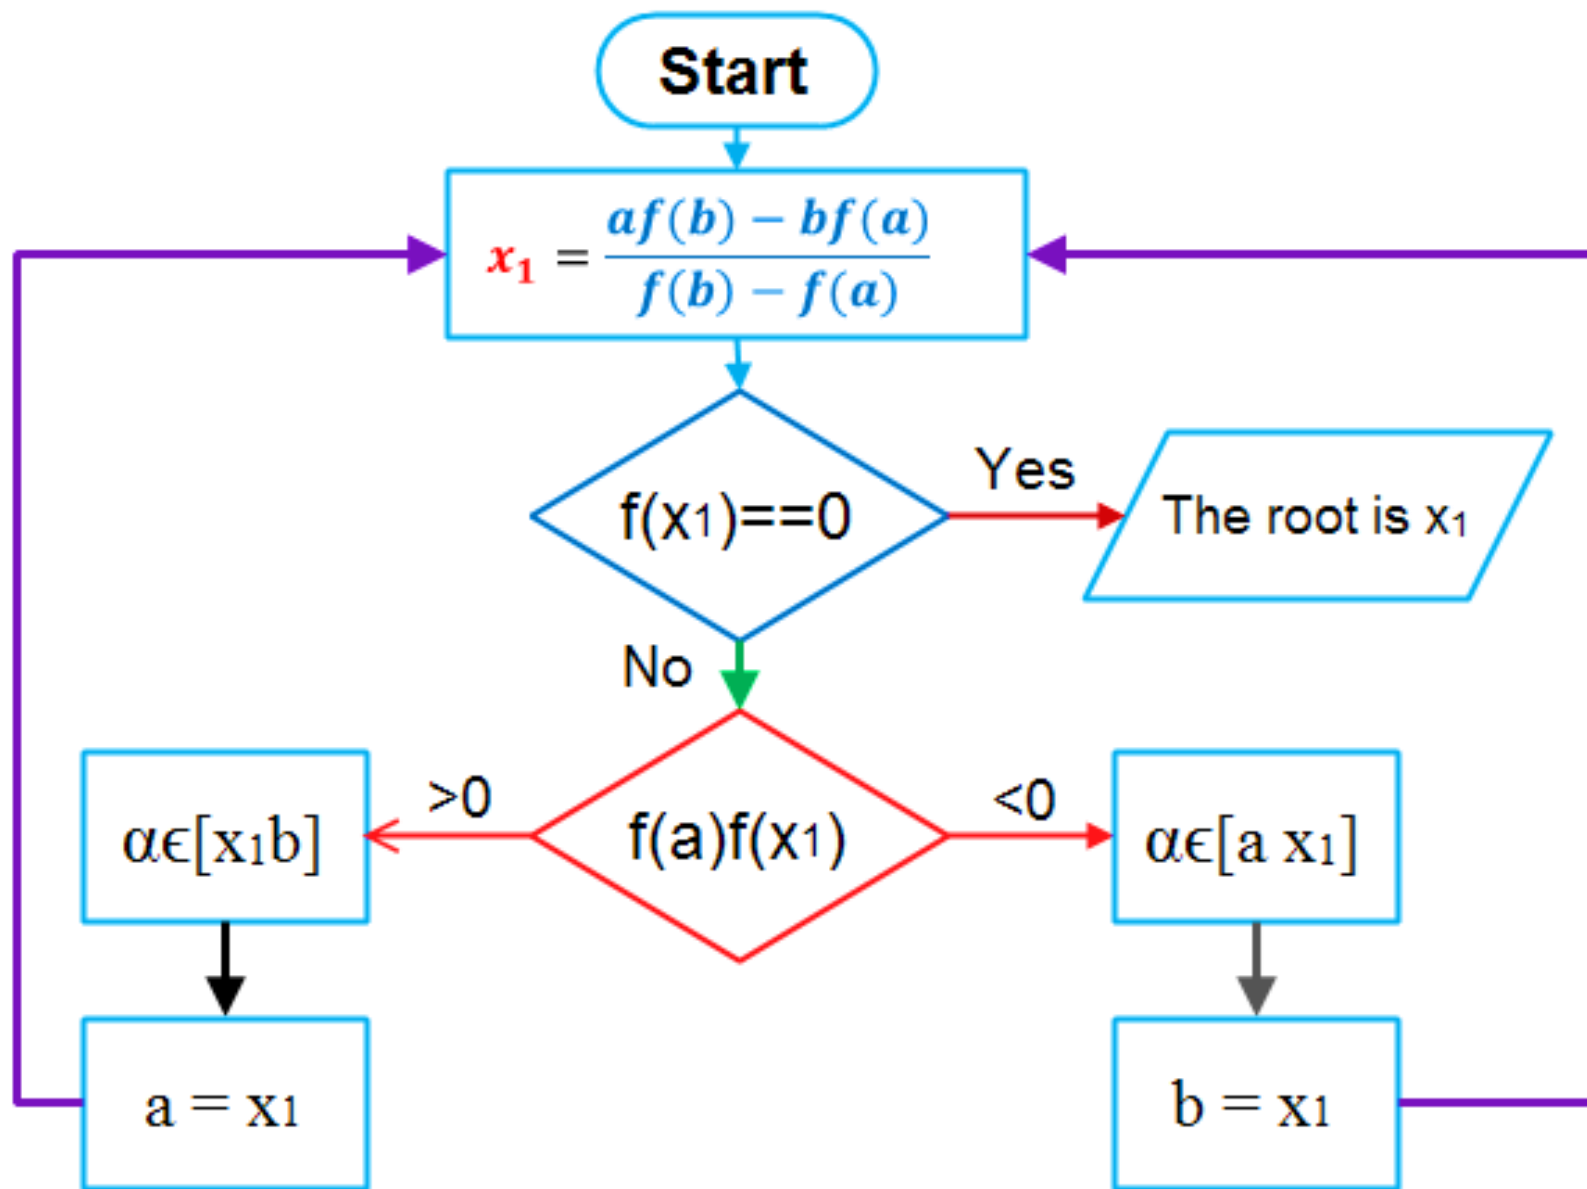 Start
x₁ = af(b) − bf(a) / f(b) − f(a)
f(x₁)==0
Yes
The root is x₁
No
>0
f(a)f(x₁)
<0
αϵ[x₁b]
αϵ[a x₁]
a = x₁
b = x₁